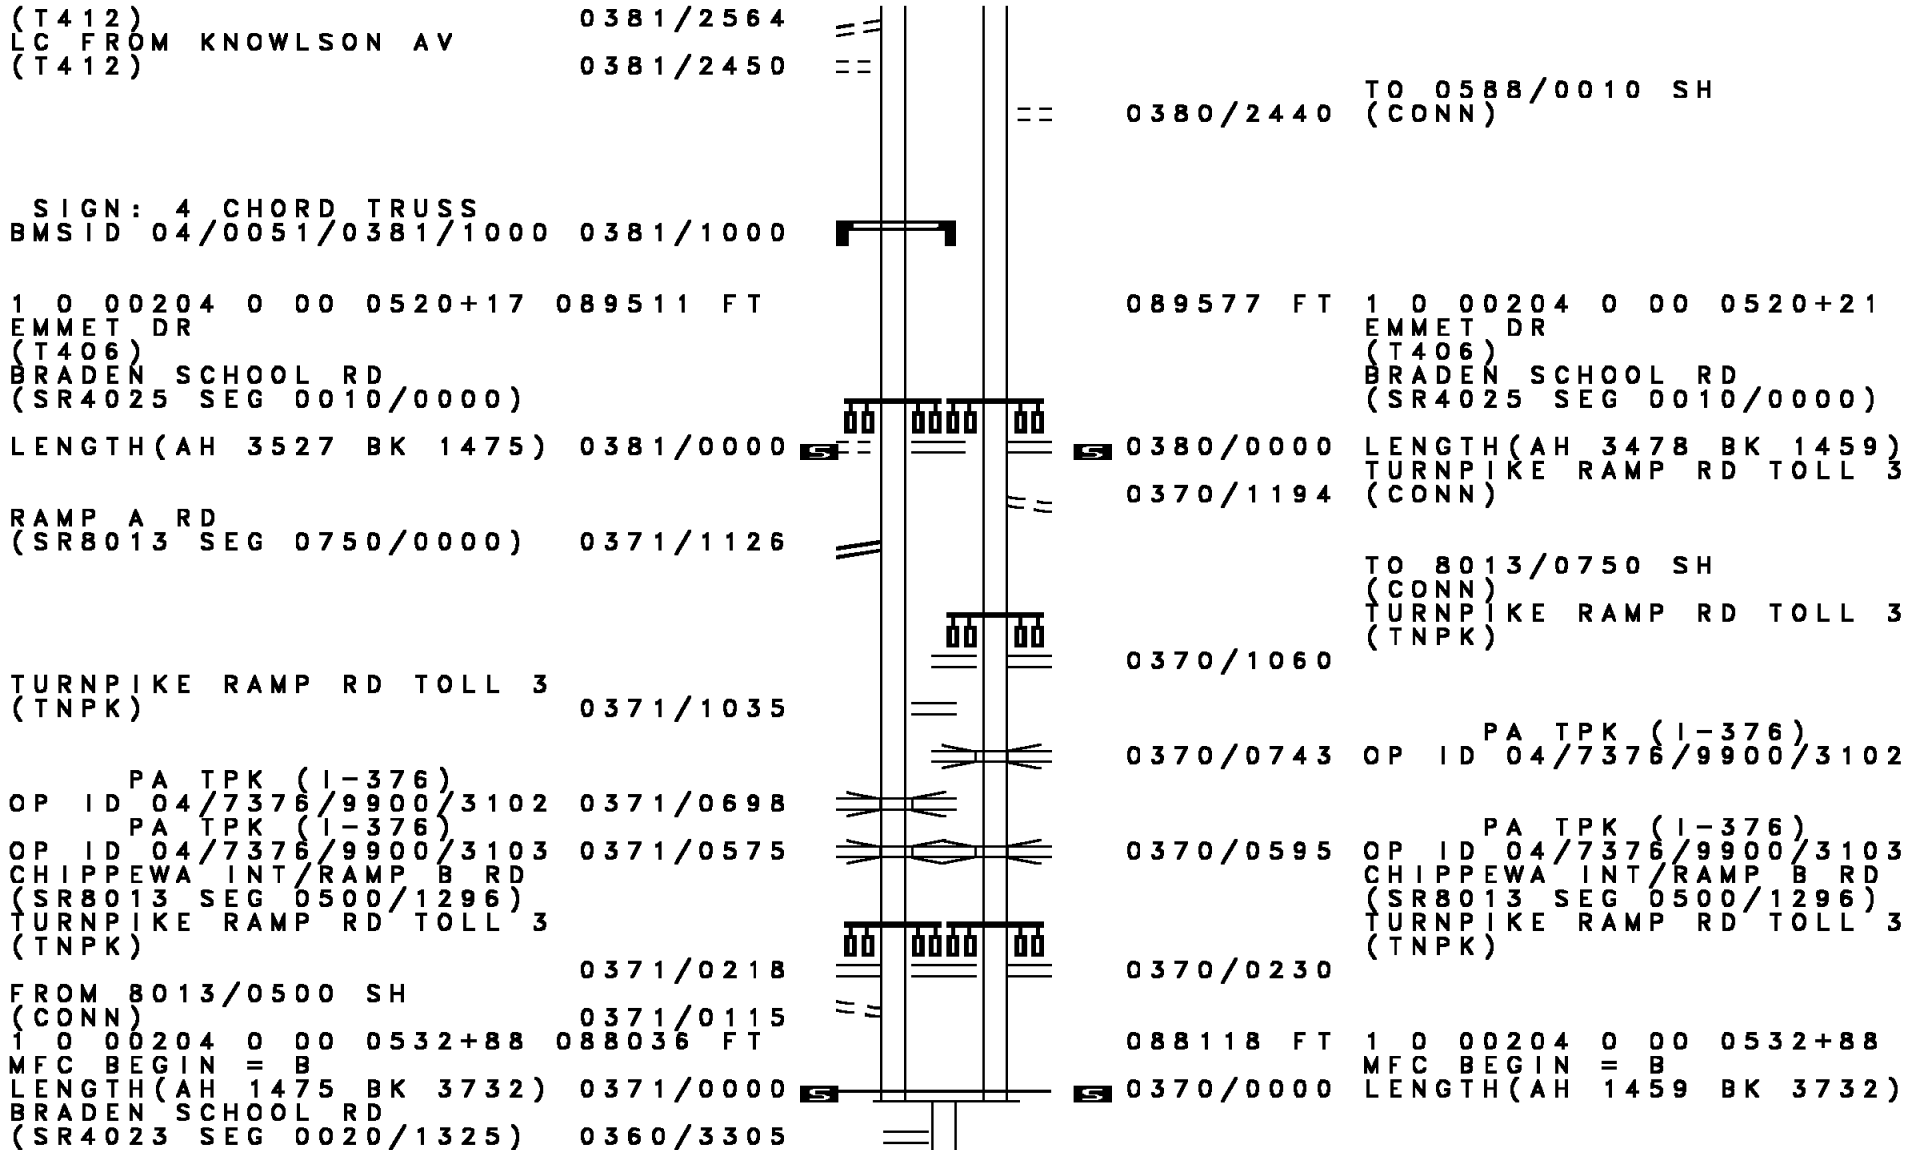 (T412) 0381/2564
LC FROM KNOWLSON AV
(T412) 0381/2450
TO 0588/0010 SH
0380/2440 (CONN)
SIGN: 4 CHORD TRUSS
BMSID 04/0051/0381/1000 0381/1000
1 0 00204 0 00 0520+17 089511 FT 089577 FT 1 0 00204 0 00 0520+21
EMMET DR EMMET DR
(T406) (T406)
BRADEN SCHOOL RD BRADEN SCHOOL RD
(SR4025 SEG 0010/0000) (SR4025 SEG 0010/0000)
LENGTH(AH 3527 BK 1475) 0381/0000 S S 0380/0000 LENGTH(AH 3478 BK 1459)
TURNPIKE RAMP RD TOLL 3
0370/1194 (CONN)
RAMP A RD
(SR8013 SEG 0750/0000) 0371/1126
TO 8013/0750 SH
(CONN)
TURNPIKE RAMP RD TOLL 3
(TNPK)
0370/1060
TURNPIKE RAMP RD TOLL 3
(TNPK) 0371/1035
PA TPK (I-376)
0370/0743 OP ID 04/7376/9900/3102
PA TPK (I-376)
OP ID 04/7376/9900/3102 0371/0698
PA TPK (I-376) PA TPK (I-376)
OP ID 04/7376/9900/3103 0371/0575 0370/0595 OP ID 04/7376/9900/3103
CHIPPEWA INT/RAMP B RD CHIPPEWA INT/RAMP B RD
(SR8013 SEG 0500/1296) (SR8013 SEG 0500/1296)
TURNPIKE RAMP RD TOLL 3 TURNPIKE RAMP RD TOLL 3
(TNPK) (TNPK)
0371/0218 0370/0230
FROM 8013/0500 SH
(CONN) 0371/0115
1 0 00204 0 00 0532+88 088036 FT 088118 FT 1 0 00204 0 00 0532+88
MFC BEGIN = B MFC BEGIN = B
LENGTH(AH 1475 BK 3732) 0371/0000 S S 0370/0000 LENGTH(AH 1459 BK 3732)
BRADEN SCHOOL RD
(SR4023 SEG 0020/1325) 0360/3305